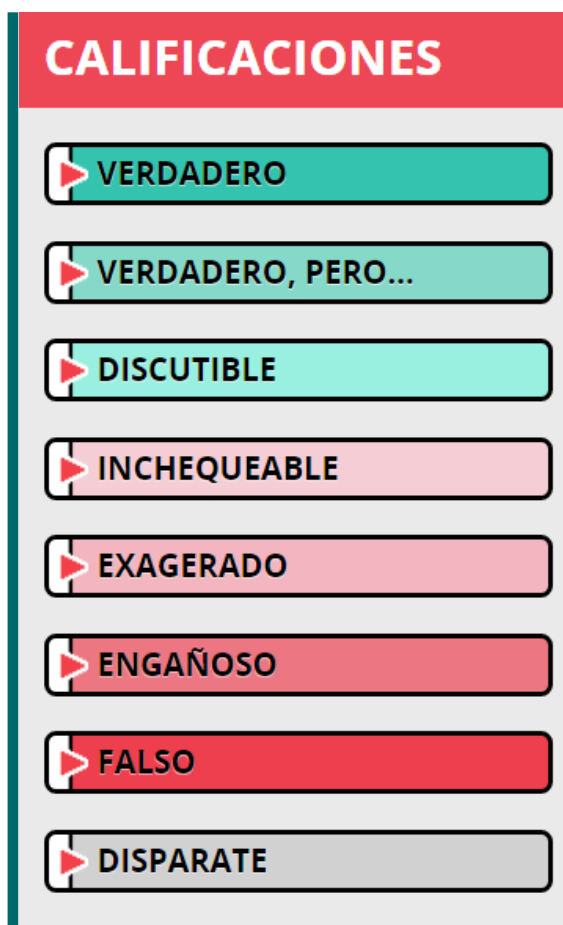 CALIFICACIONES
VERDADERO
VERDADERO, PERO...
DISCUTIBLE
INCHEQUEABLE
EXAGERADO
ENGAÑOSO
FALSO
DISPARATE